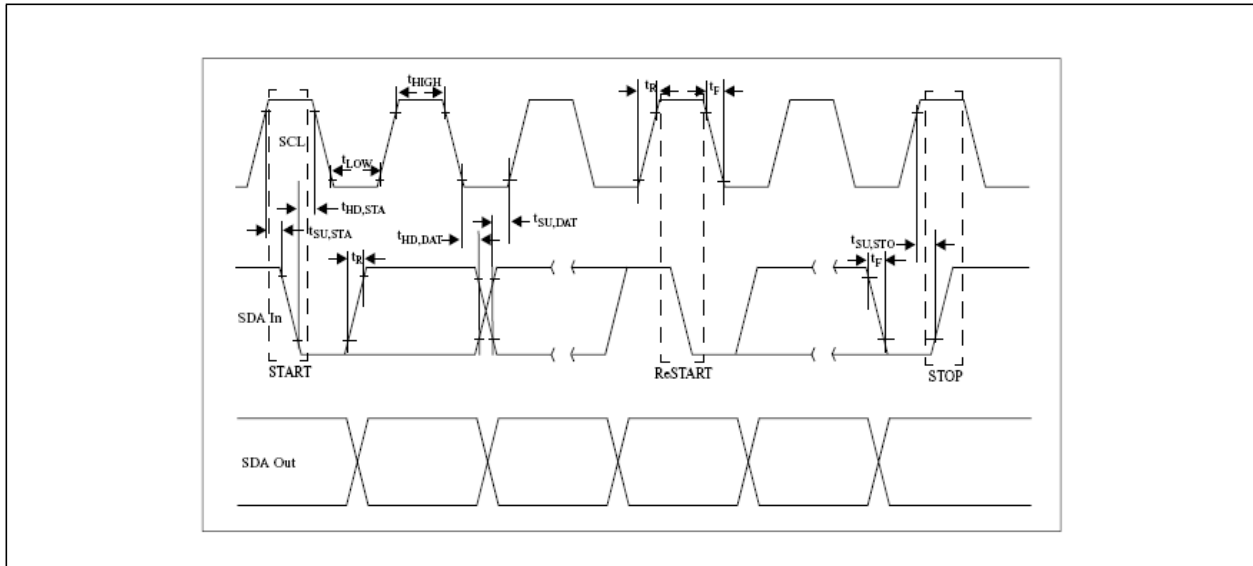 tHIGH
tR
tF
SCL
tLOW
tHD,STA
tSU,STA
tR
tHD,DAT
tSU,DAT
tSU,STO
tF
SDA In
START
ReSTART
STOP
SDA Out